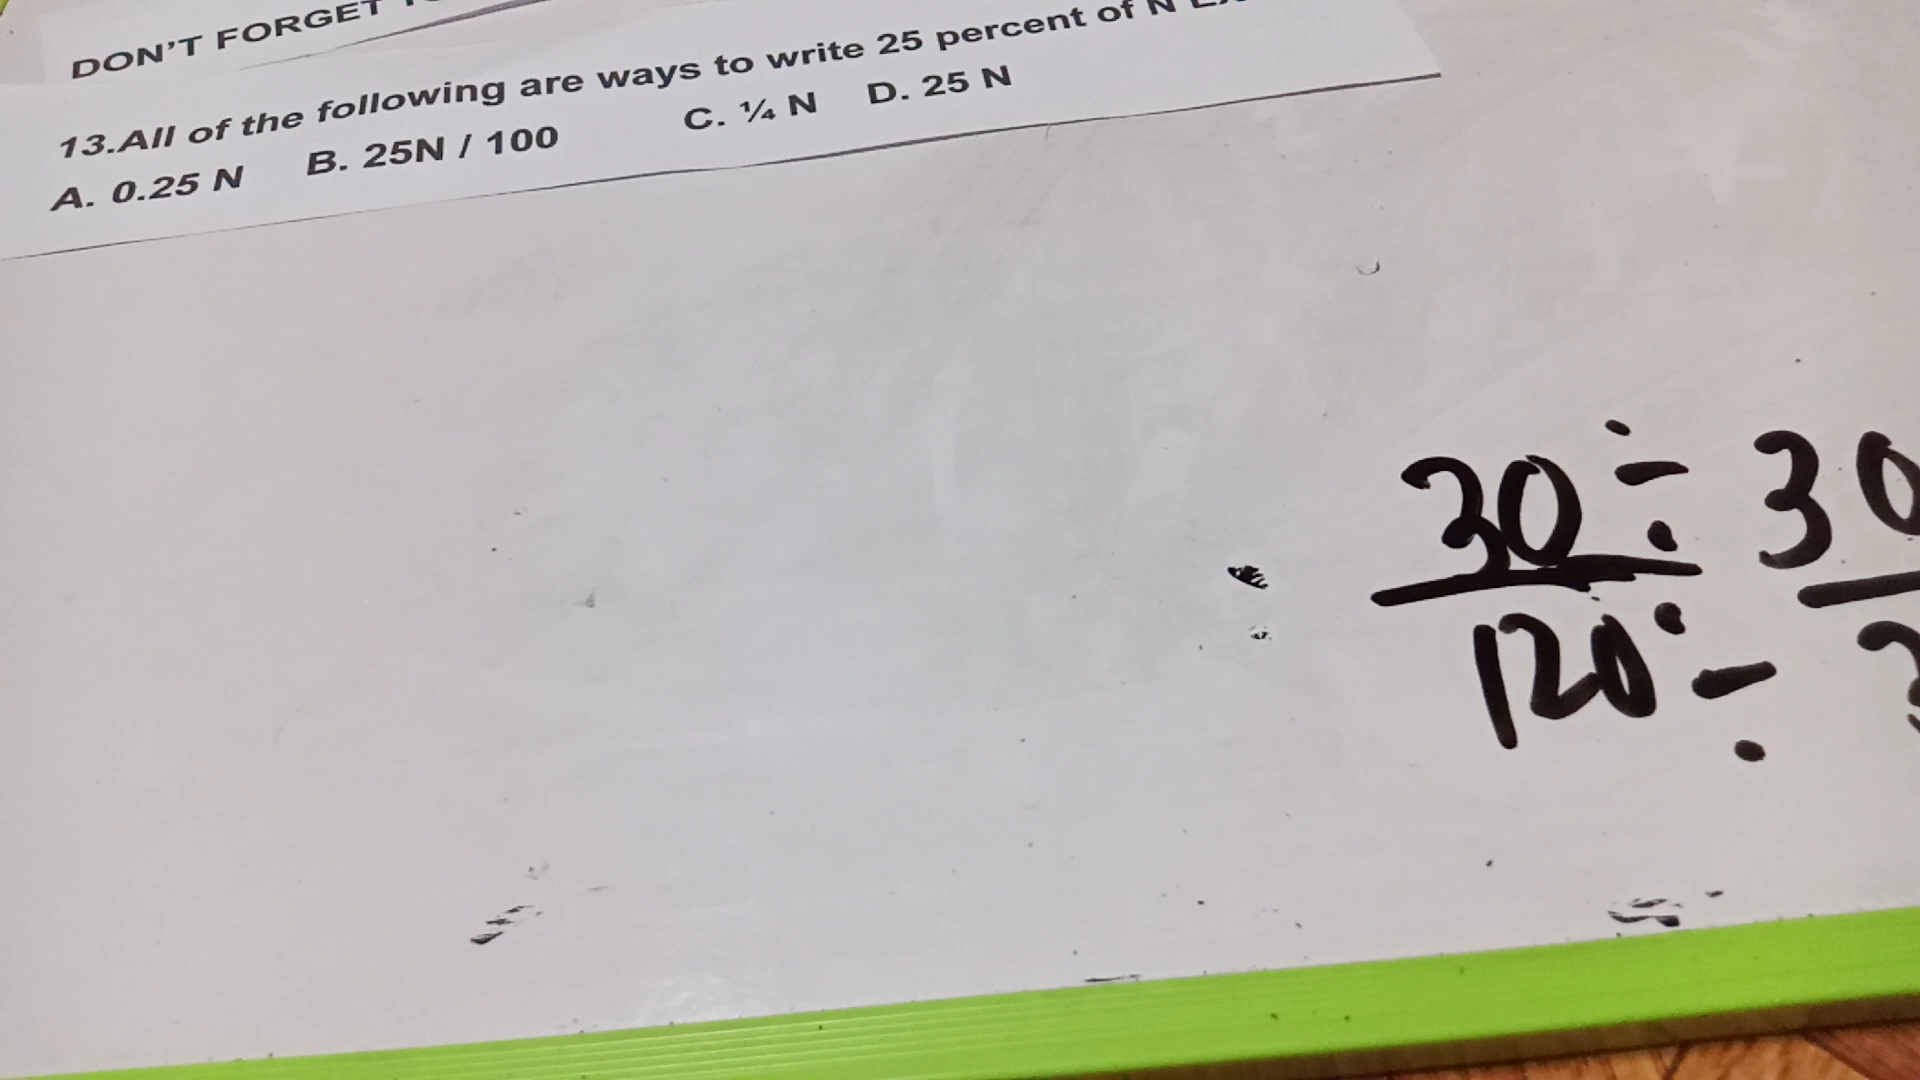 DON'T FORGET
13.All of the following are ways to write 25 percent of N
A. 0.25 N B. 25N / 100 C. ¼ N D. 25 N
30 ÷ 30
120 ÷